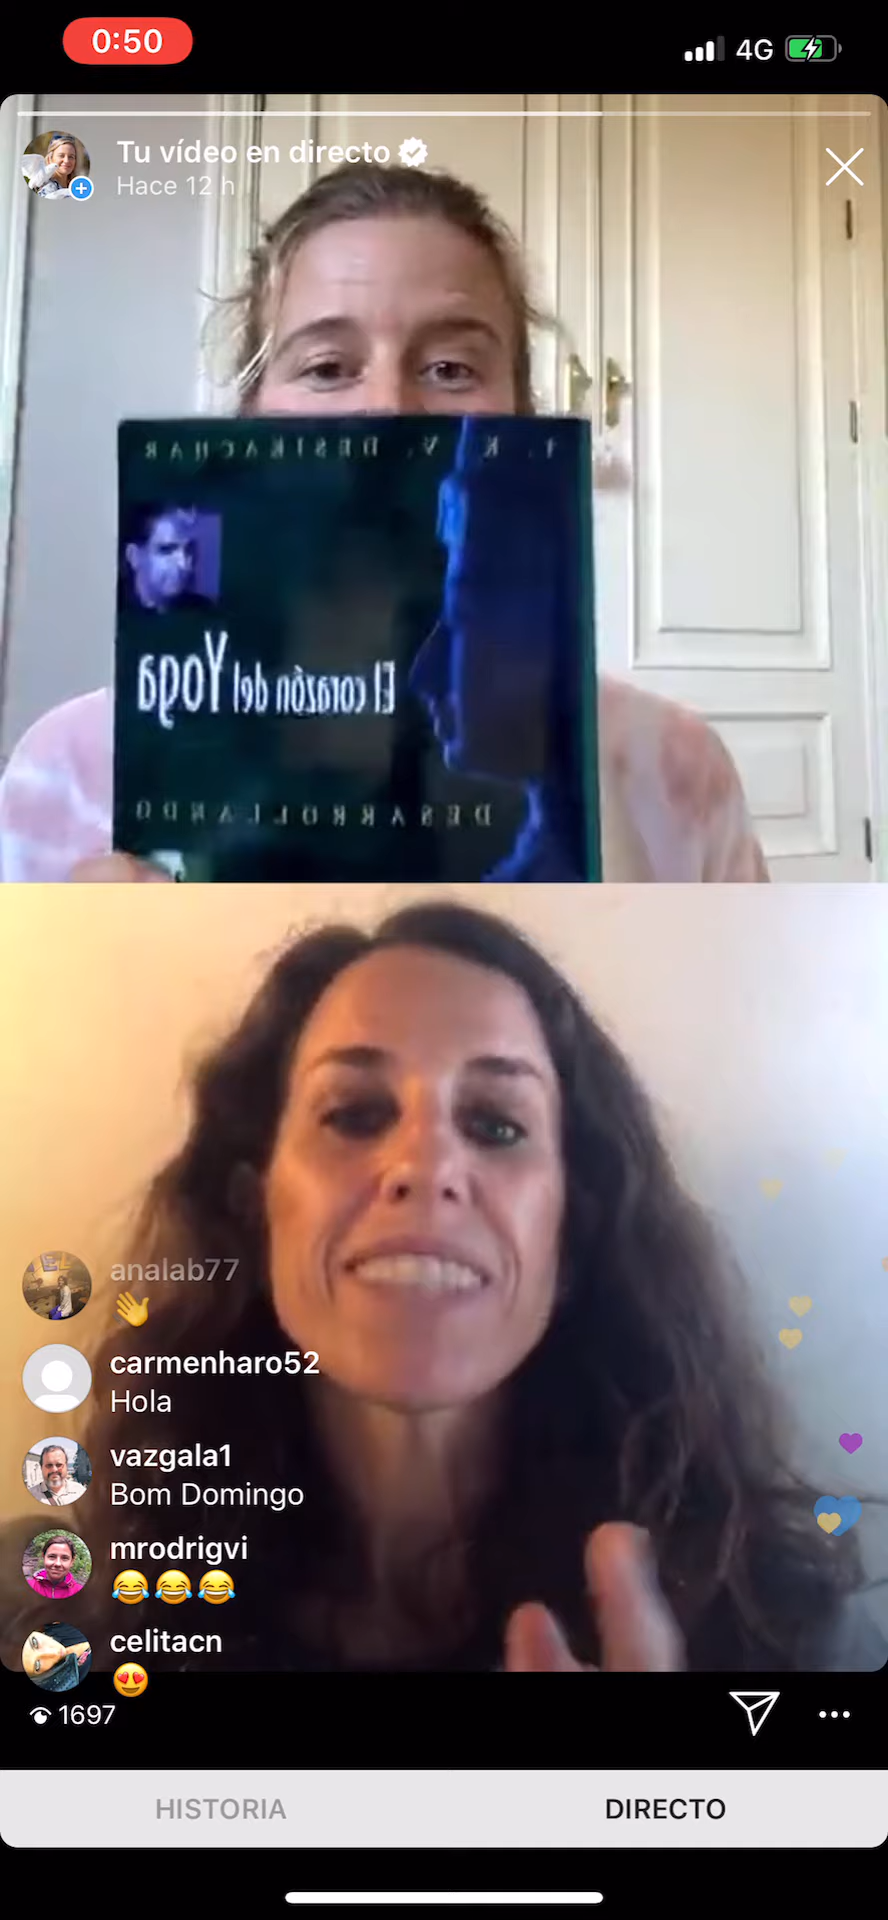 0:50
4G
Tu vídeo en directo
Hace 12 h
T. K. V. DESIKACHAR
El corazón del Yoga
DESARROLLANDO
analab77
👋
carmenharo52
Hola
vazgala1
Bom Domingo
mrodrigvi
😂😂😂
celitacn
😍
1697
HISTORIA
DIRECTO